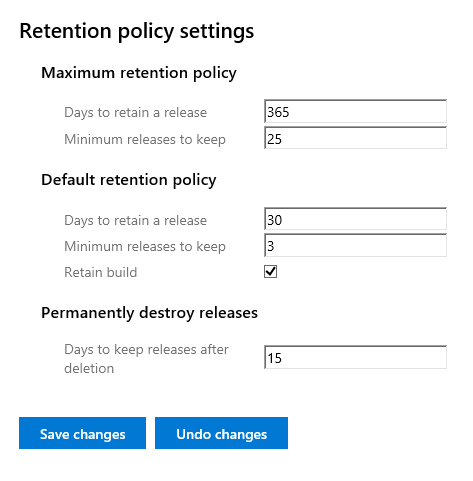 Retention policy settings
Maximum retention policy
Days to retain a release 365
Minimum releases to keep 25
Default retention policy
Days to retain a release 30
Minimum releases to keep 3
Retain build
Permanently destroy releases
Days to keep releases after
deletion 15
Save changes Undo changes